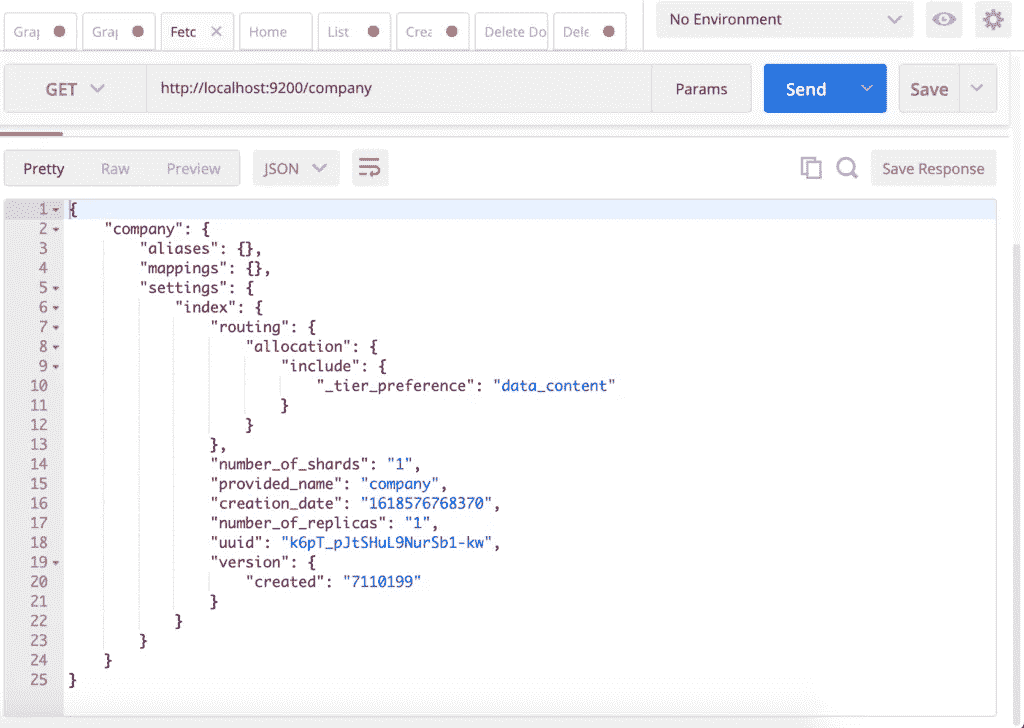 Gra Gra Fetc Home List Crea Delete Do Dele No Environment
GET http://localhost:9200/company Params Send Save
Pretty Raw Preview JSON Save Response
1 {
2 "company": {
3 "aliases": {},
4 "mappings": {},
5 "settings": {
6 "index": {
7 "routing": {
8 "allocation": {
9 "include": {
10 "_tier_preference": "data_content"
11 }
12 }
13 },
14 "number_of_shards": "1",
15 "provided_name": "company",
16 "creation_date": "1618576768370",
17 "number_of_replicas": "1",
18 "uuid": "k6pT_pJtSHuL9NurSb1-kw",
19 "version": {
20 "created": "7110199"
21 }
22 }
23 }
24 }
25 }